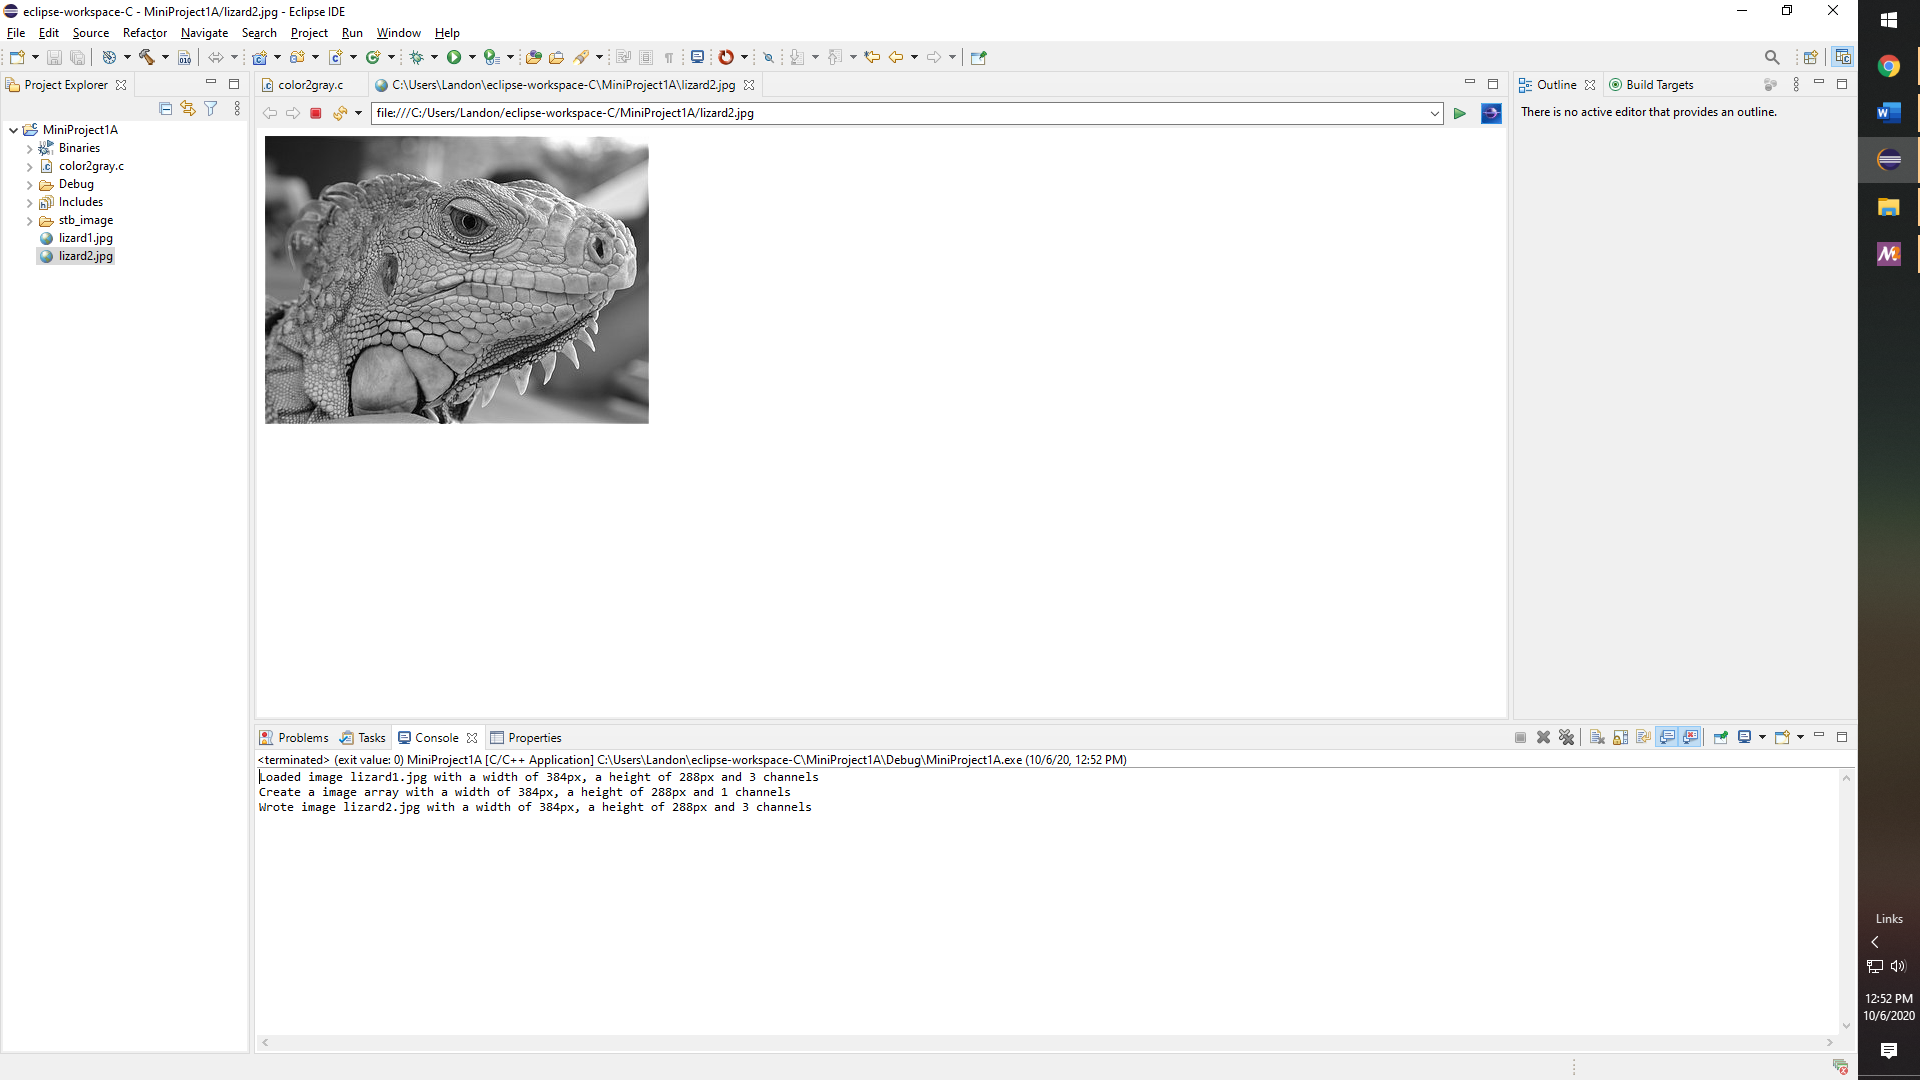 eclipse-workspace-C - MiniProject1A/lizard2.jpg - Eclipse IDE
File Edit Source Refactor Navigate Search Project Run Window Help
Project Explorer
MiniProject1A
Binaries
color2gray.c
Debug
Includes
stb_image
lizard1.jpg
lizard2.jpg
color2gray.c
C:\Users\Landon\eclipse-workspace-C\MiniProject1A\lizard2.jpg
file:///C:/Users/Landon/eclipse-workspace-C/MiniProject1A/lizard2.jpg
Outline
Build Targets
There is no active editor that provides an outline.
Problems
Tasks
Console
Properties
<terminated> (exit value: 0) MiniProject1A [C/C++ Application] C:\Users\Landon\eclipse-workspace-C\MiniProject1A\Debug\MiniProject1A.exe (10/6/20, 12:52 PM)
Loaded image lizard1.jpg with a width of 384px, a height of 288px and 3 channels
Create a image array with a width of 384px, a height of 288px and 1 channels
Wrote image lizard2.jpg with a width of 384px, a height of 288px and 3 channels
Links
12:52 PM
10/6/2020